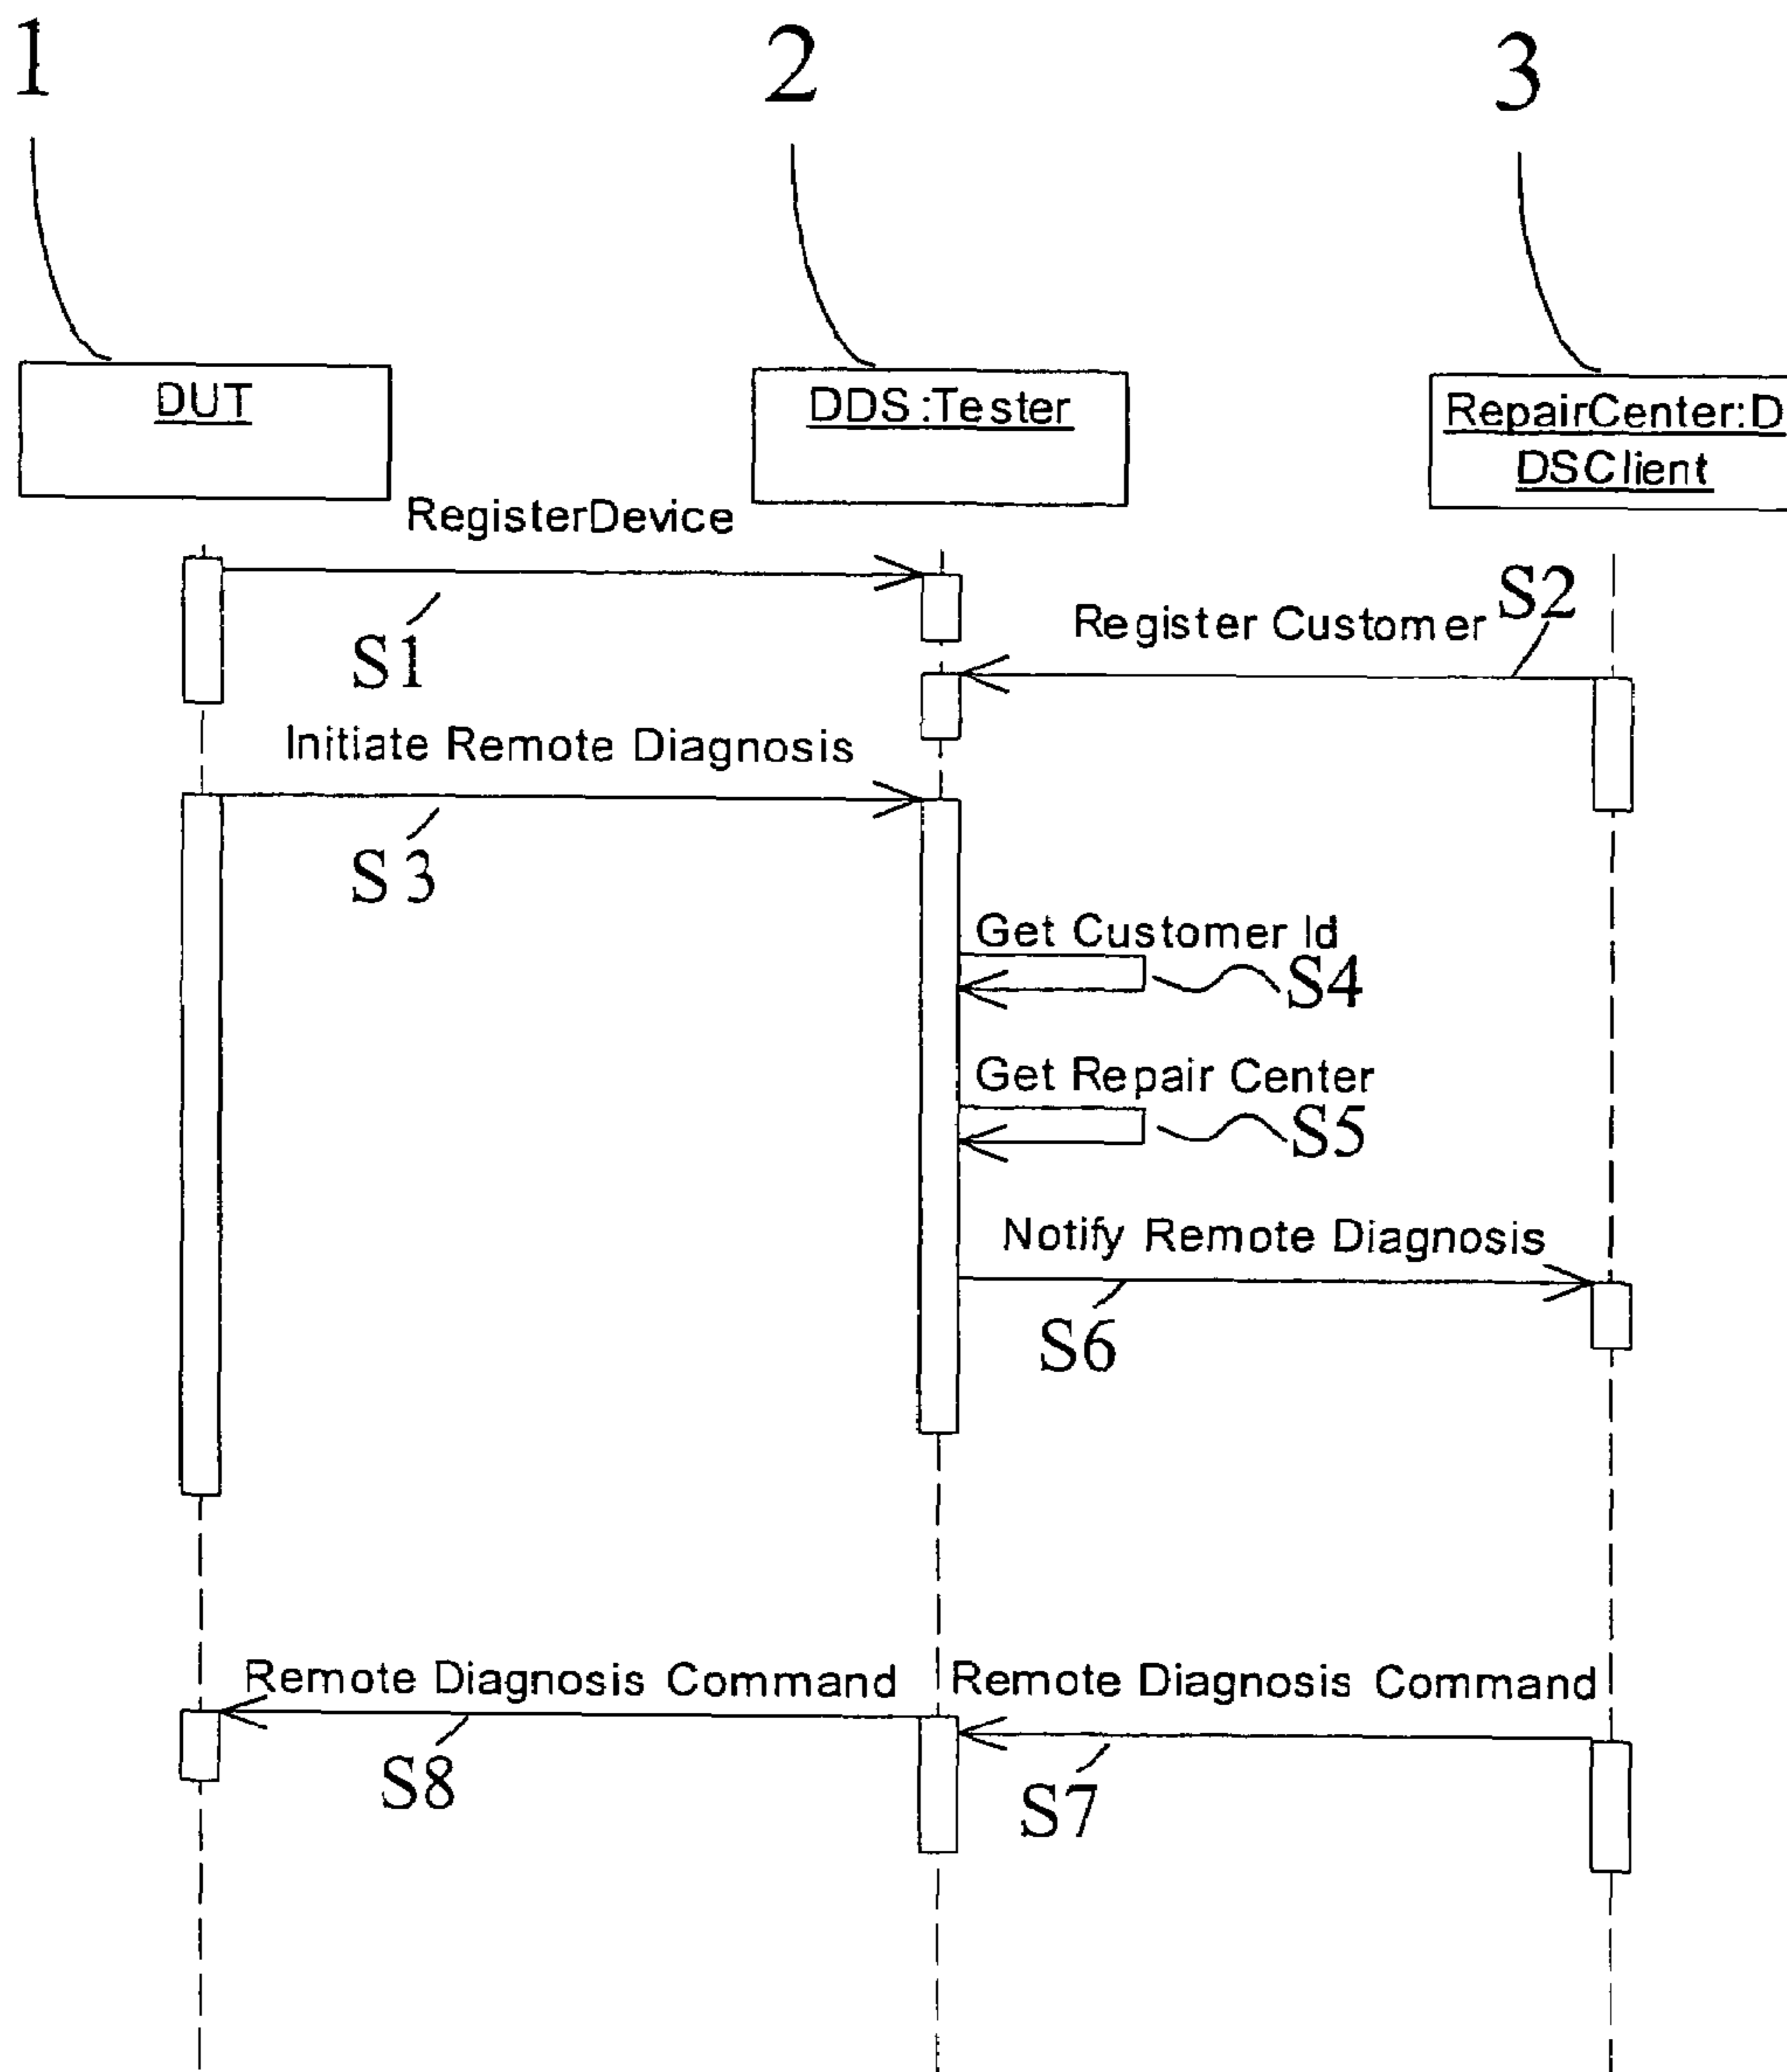 1
2
3
DUT
DDS:Tester
RepairCenter:D
DSClient
RegisterDevice
S1
Register Customer
S2
Initiate Remote Diagnosis
S3
Get Customer Id
S4
Get Repair Center
S5
Notify Remote Diagnosis
S6
Remote Diagnosis Command
Remote Diagnosis Command
S8
S7